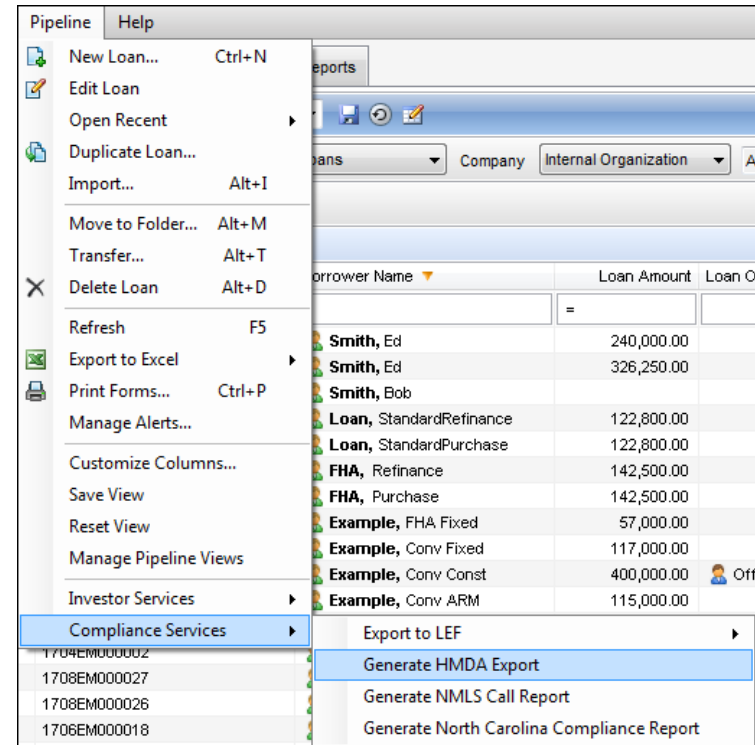 Pipeline Help
New Loan... Ctrl+N
Edit Loan
Open Recent
Duplicate Loan...
Import... Alt+I
Move to Folder... Alt+M
Transfer... Alt+T
Delete Loan Alt+D
Refresh F5
Export to Excel
Print Forms... Ctrl+P
Manage Alerts...
Customize Columns...
Save View
Reset View
Manage Pipeline Views
Investor Services
Compliance Services
eports
oans Company Internal Organization A
orrower Name Loan Amount Loan O
=
Smith, Ed 240,000.00
Smith, Ed 326,250.00
Smith, Bob
Loan, StandardRefinance 122,800.00
Loan, StandardPurchase 122,800.00
FHA, Refinance 142,500.00
FHA, Purchase 142,500.00
Example, FHA Fixed 57,000.00
Example, Conv Fixed 117,000.00
Example, Conv Const 400,000.00 Off
Example, Conv ARM 115,000.00
Export to LEF
Generate HMDA Export
Generate NMLS Call Report
Generate North Carolina Compliance Report
1704EM000002
1708EM000027
1708EM000026
1706EM000018